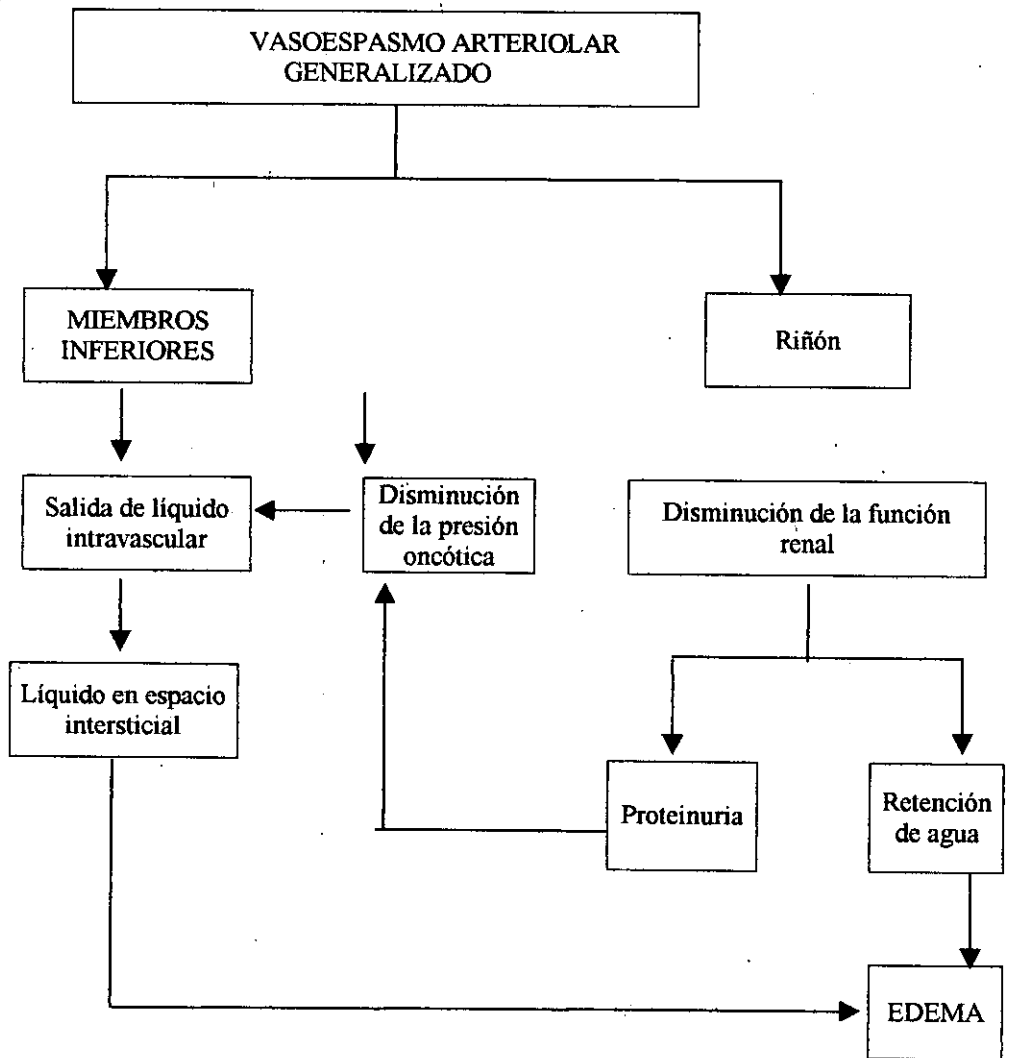 VASOESPASMO ARTERIOLAR
GENERALIZADO
MIEMBROS
INFERIORES
Riñón
Salida de líquido
intravascular
Disminución
de la presión
oncótica
Disminución de la función
renal
Líquido en espacio
intersticial
Proteinuria
Retención
de agua
EDEMA